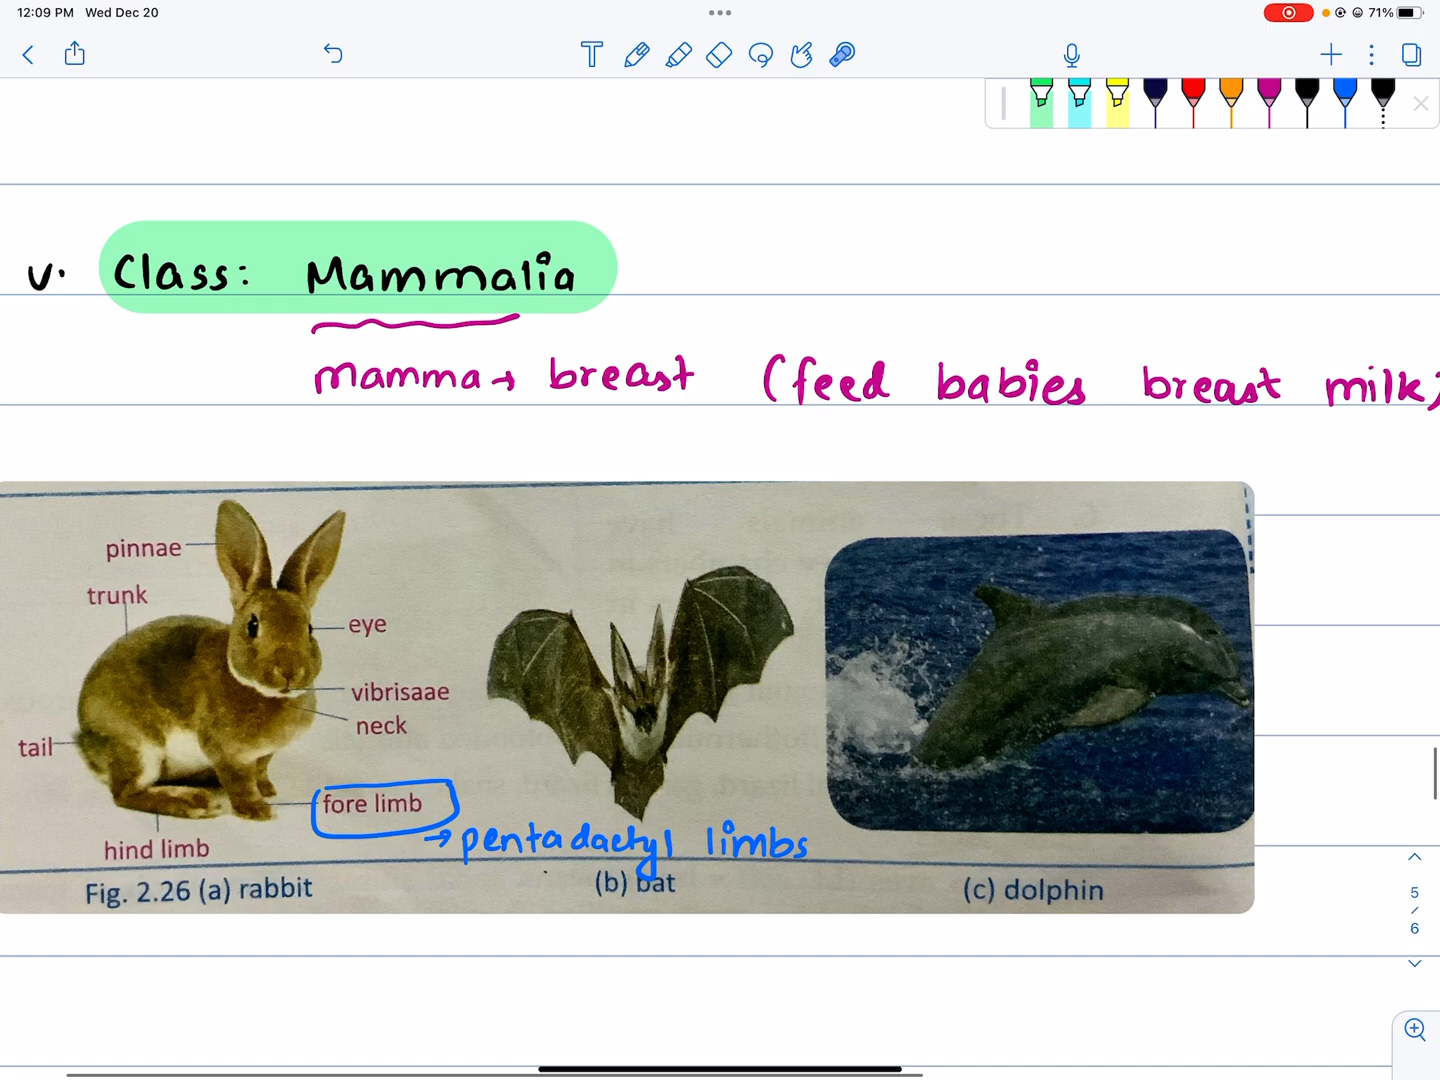 12:09 PM Wed Dec 20
71%
v. Class: Mammalia
mamma → breast (feed babies breast milk)
pinnae
trunk
eye
vibrisaae
neck
tail
fore limb
→ pentadactyl limbs
hind limb
Fig. 2.26 (a) rabbit
(b) bat
(c) dolphin
5
/
6